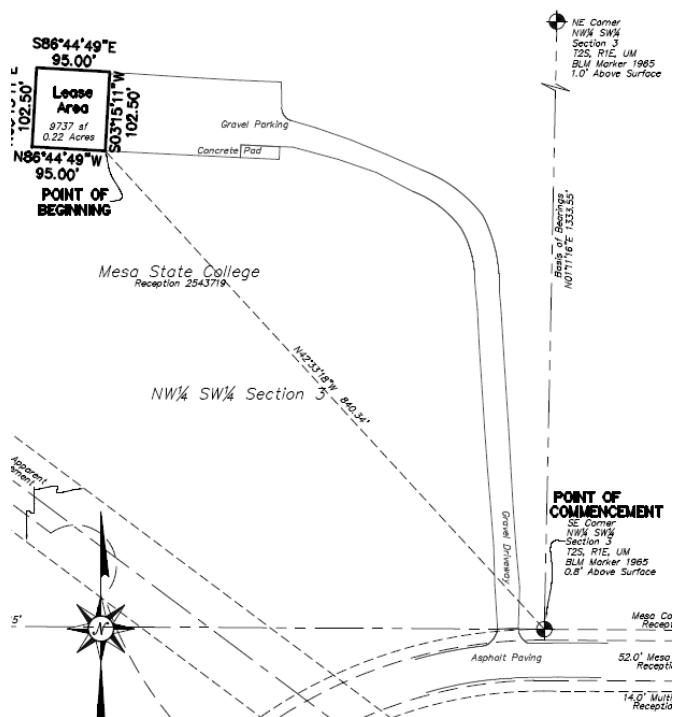 NE Corner
NW¼ SW¼
Section 3
T2S, R1E, UM
BLM Marker 1965
1.0' Above Surface
S86°44'49"E
95.00'
102.50'
Lease
Area
9737 sf
0.22 Acres
S03°15'11"W
102.50'
N86°44'49"W
95.00'
POINT OF
BEGINNING
Gravel Parking
Concrete Pad
Basis of Bearings
N01°11'16"E 1333.55'
Mesa State College
Reception 2543719
N42°33'18"W 840.34'
NW¼ SW¼ Section 3
Apparent
Gravel Driveway
POINT OF
COMMENCEMENT
SE Corner
NW¼ SW¼
Section 3
T2S, R1E, UM
BLM Marker 1965
0.8' Above Surface
N
5'
Mesa
Asphalt Paving
52.0' Mesa
14.0'